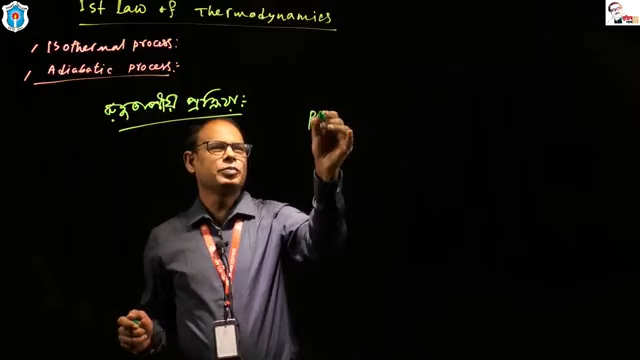 1st Law of Thermodynamics
Isothermal process:
Adiabatic process:
রুদ্ধতাপীয় প্রক্রিয়া:
P